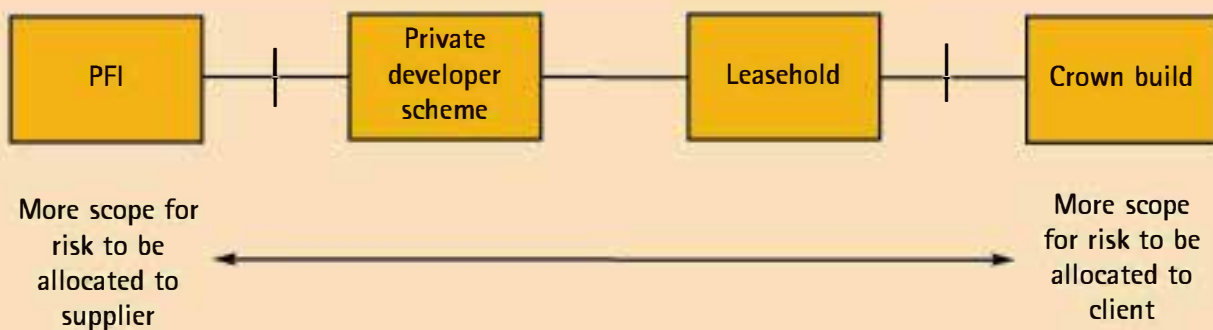 PFI
Private
developer
scheme
Leasehold
Crown build
More scope for
risk to be
allocated to
supplier
More scope
for risk to be
allocated to
client